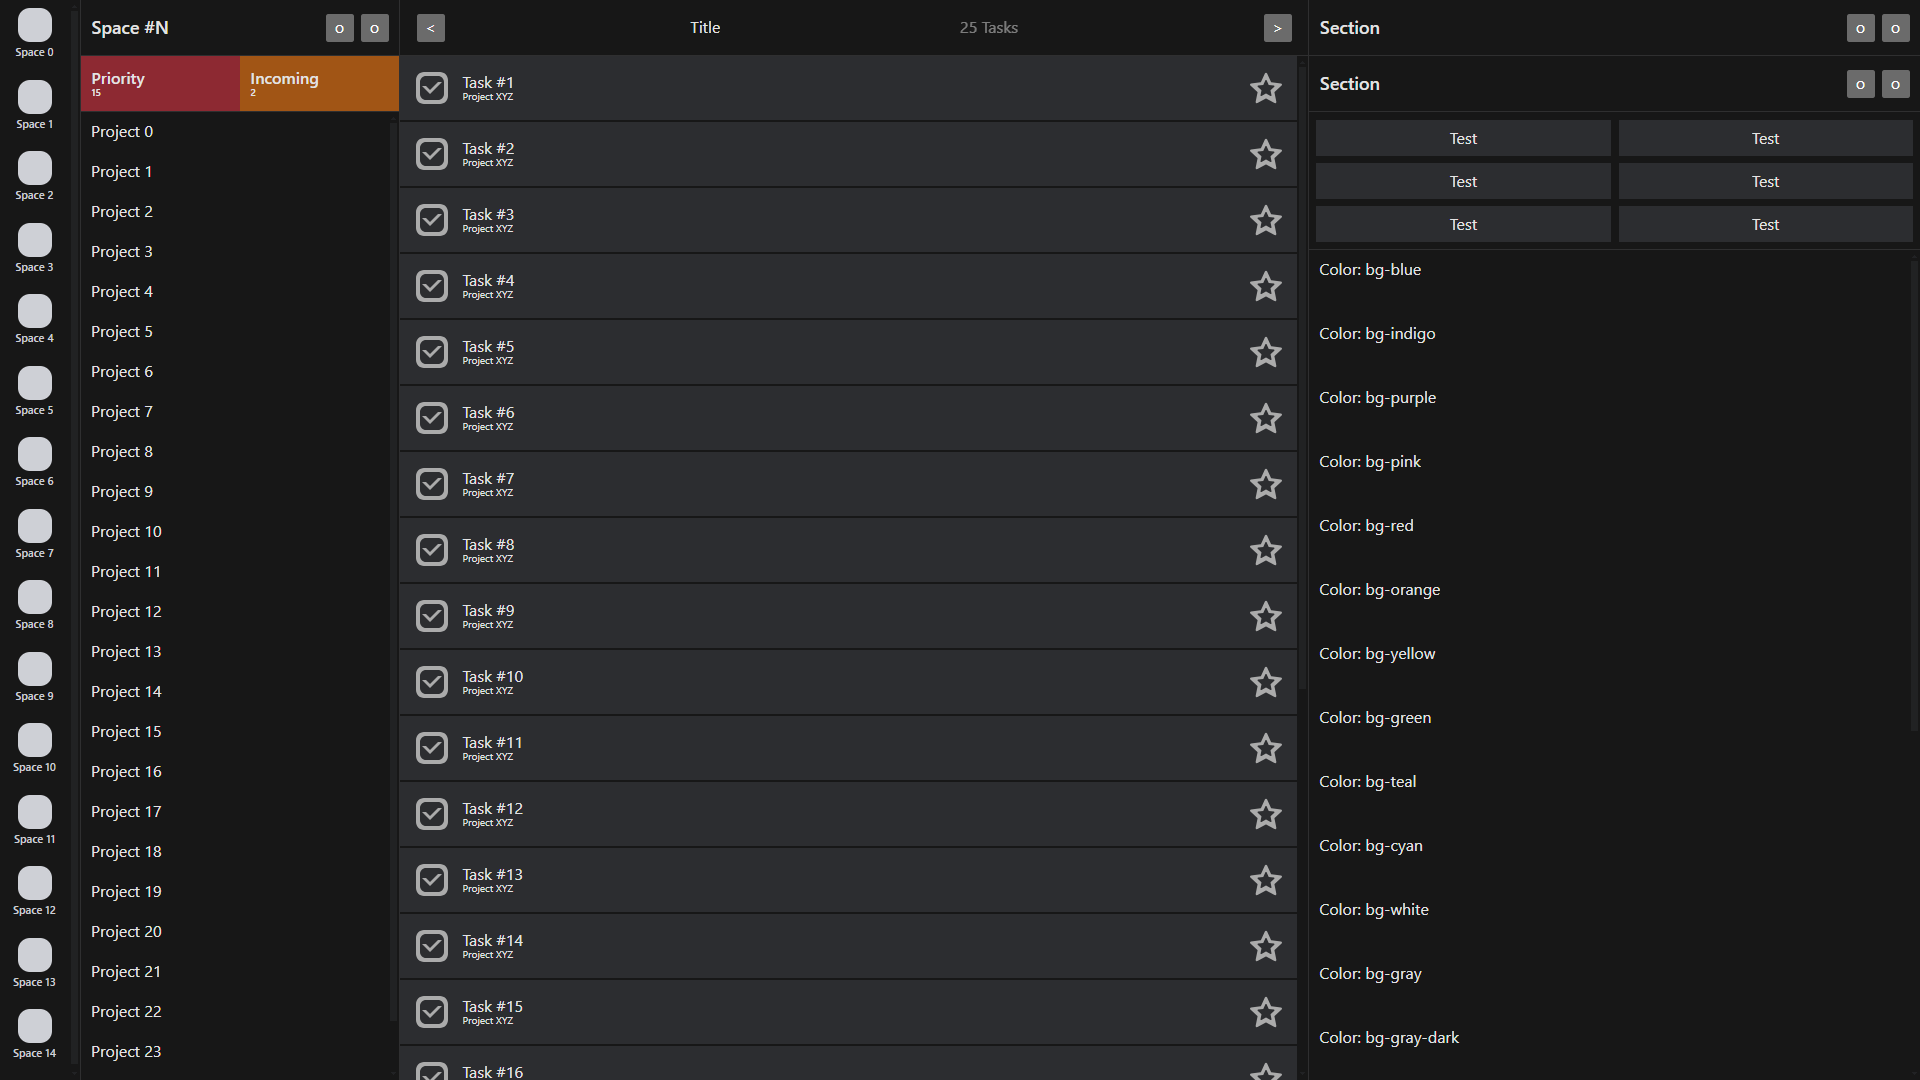 Space 0
Space 1
Space 2
Space 3
Space 4
Space 5
Space 6
Space 7
Space 8
Space 9
Space 10
Space 11
Space 12
Space 13
Space 14
Space #N
o
o
Priority
15
Incoming
2
Project 0
Project 1
Project 2
Project 3
Project 4
Project 5
Project 6
Project 7
Project 8
Project 9
Project 10
Project 11
Project 12
Project 13
Project 14
Project 15
Project 16
Project 17
Project 18
Project 19
Project 20
Project 21
Project 22
Project 23
<
Title
25 Tasks
>
Task #1
Project XYZ
Task #2
Project XYZ
Task #3
Project XYZ
Task #4
Project XYZ
Task #5
Project XYZ
Task #6
Project XYZ
Task #7
Project XYZ
Task #8
Project XYZ
Task #9
Project XYZ
Task #10
Project XYZ
Task #11
Project XYZ
Task #12
Project XYZ
Task #13
Project XYZ
Task #14
Project XYZ
Task #15
Project XYZ
Task #16
Section
o
o
Section
o
o
Test
Test
Test
Test
Test
Test
Color: bg-blue
Color: bg-indigo
Color: bg-purple
Color: bg-pink
Color: bg-red
Color: bg-orange
Color: bg-yellow
Color: bg-green
Color: bg-teal
Color: bg-cyan
Color: bg-white
Color: bg-gray
Color: bg-gray-dark